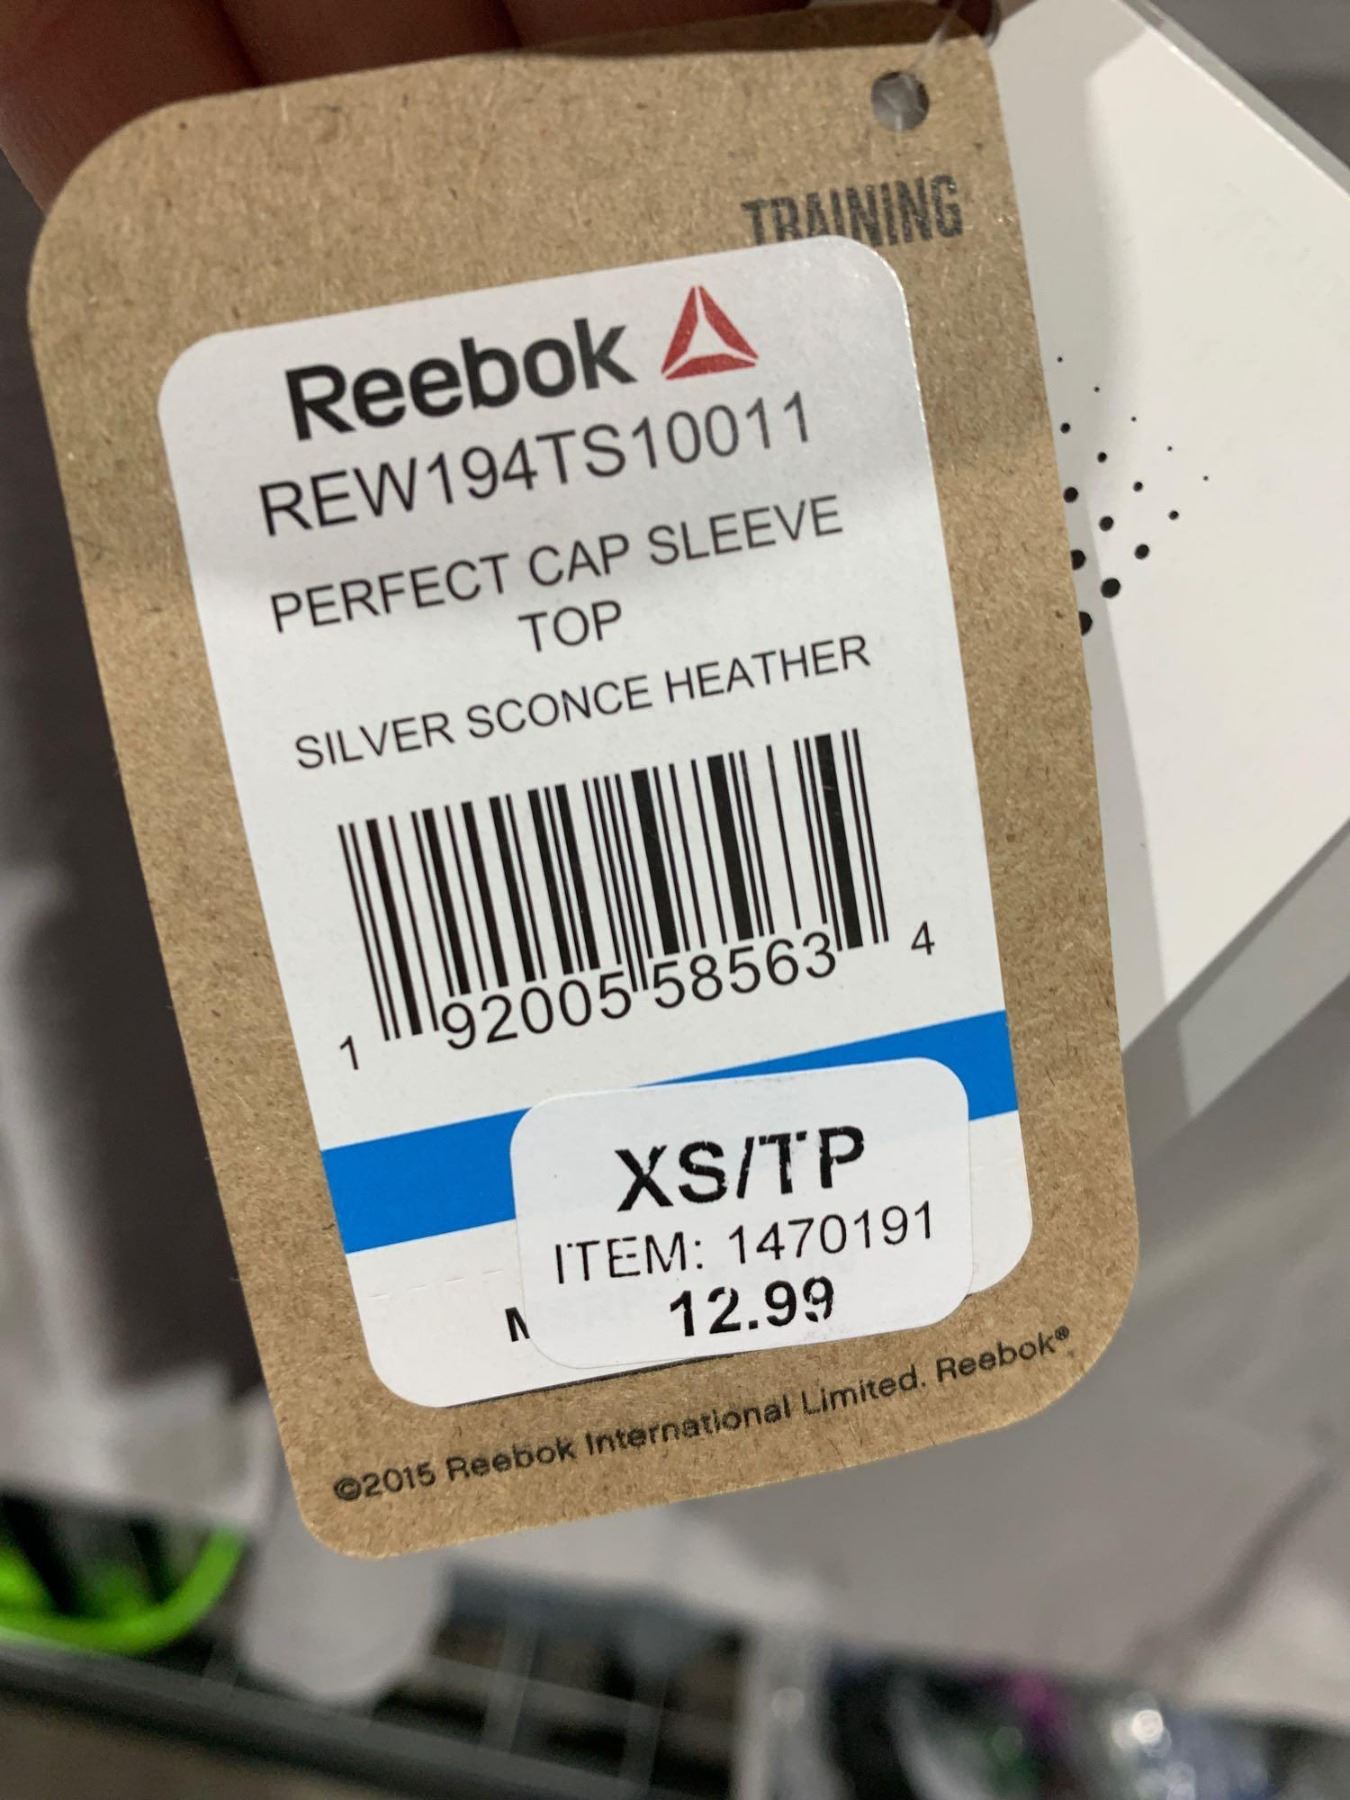 TRAINING
Reebok
REW194TS10011
PERFECT CAP SLEEVE
TOP
SILVER SCONCE HEATHER
1 92005 58563 4
XS/TP
ITEM: 1470191
12.99
©2015 Reebok International Limited. Reebok®